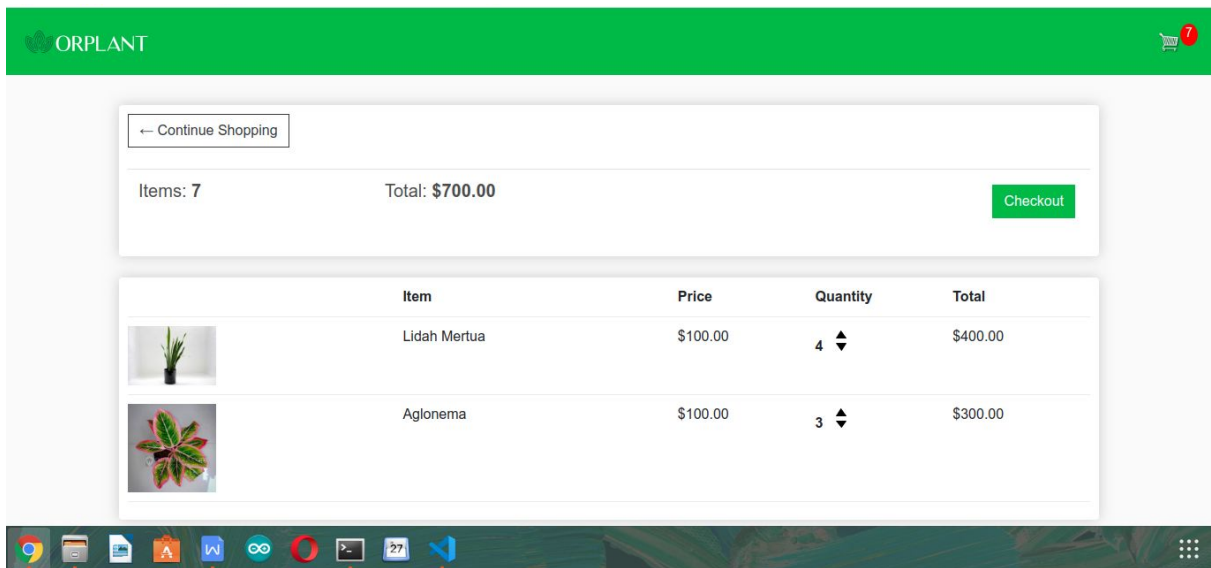 ORPLANT
7
← Continue Shopping
Items: 7 Total: $700.00
Checkout
Item Price Quantity Total
Lidah Mertua $100.00 4 $400.00
Aglonema $100.00 3 $300.00
27